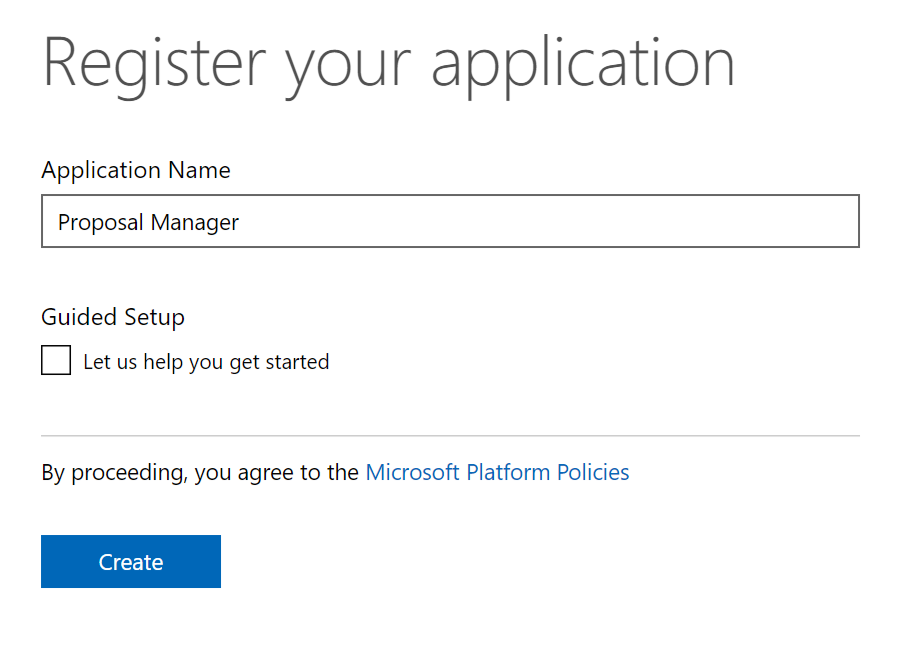 Register your application
Application Name
Proposal Manager
Guided Setup
Let us help you get started
By proceeding, you agree to the Microsoft Platform Policies
Create